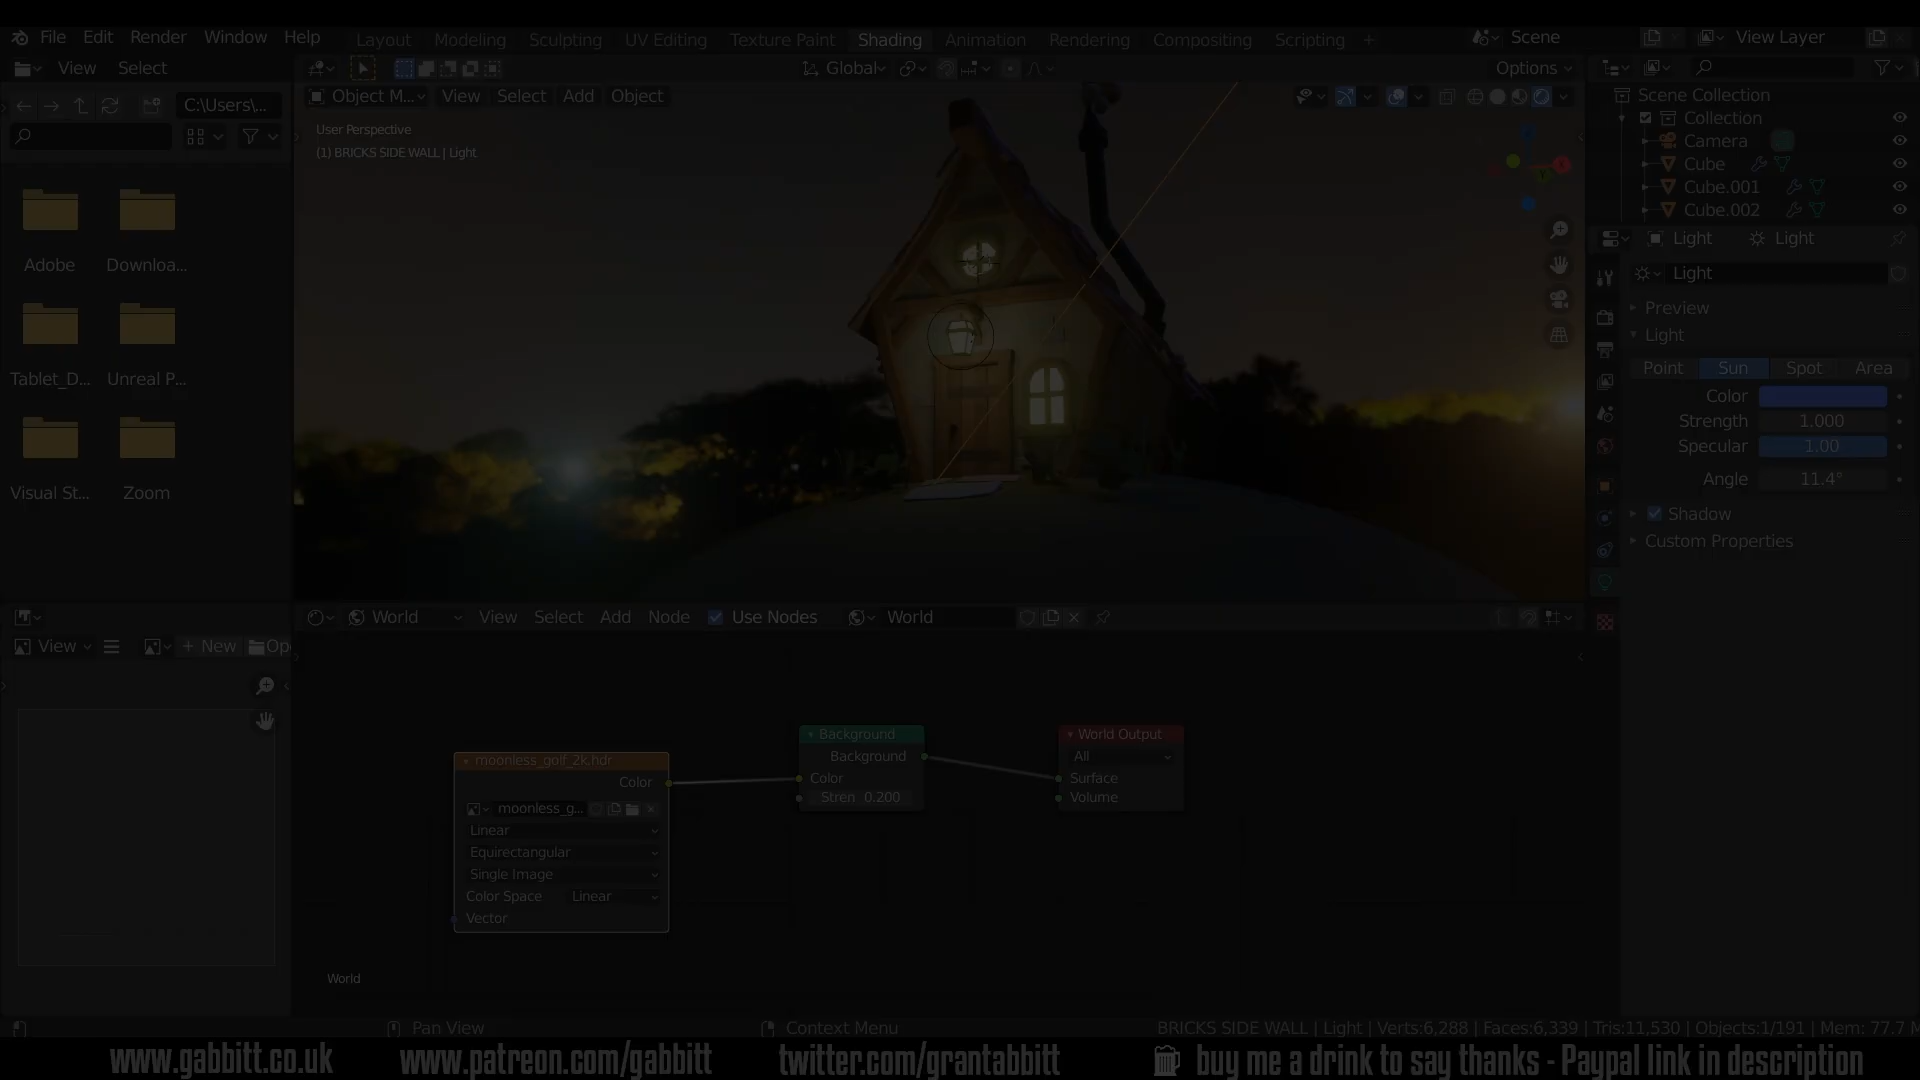 File Edit Render Window Help
Layout Modeling Sculpting UV Editing Texture Paint Shading Animation Rendering Compositing Scripting +
Scene
View Layer
View Select
Global
Options
C:\Users\...
Object M...
View Select Add Object
User Perspective
(1) BRICKS SIDE WALL | Light
Adobe
Downloa...
Tablet_D...
Unreal P...
Visual St...
Zoom
X
Y
Scene Collection
Collection
Camera
Cube
Cube.001
Cube.002
Light
Light
Light
Preview
Light
Point Sun Spot Area
Color
Strength 1.000
Specular 1.00
Angle 11.4°
Shadow
Custom Properties
World
View Select Add Node
Use Nodes
World
View
+ New
Op
moonless_golf_2k.hdr
Color
moonless_g...
Linear
Equirectangular
Single Image
Color Space Linear
Vector
Background
Background
Color
Stren 0.200
World Output
All
Surface
Volume
World
Pan View
Context Menu
BRICKS SIDE WALL | Light | Verts:6,288 | Faces:6,339 | Tris:11,530 | Objects:1/191 | Mem: 77.7 M
www.gabbitt.co.uk
www.patreon.com/gabbitt
twitter.com/grantabbitt
buy me a drink to say thanks - Paypal link in description